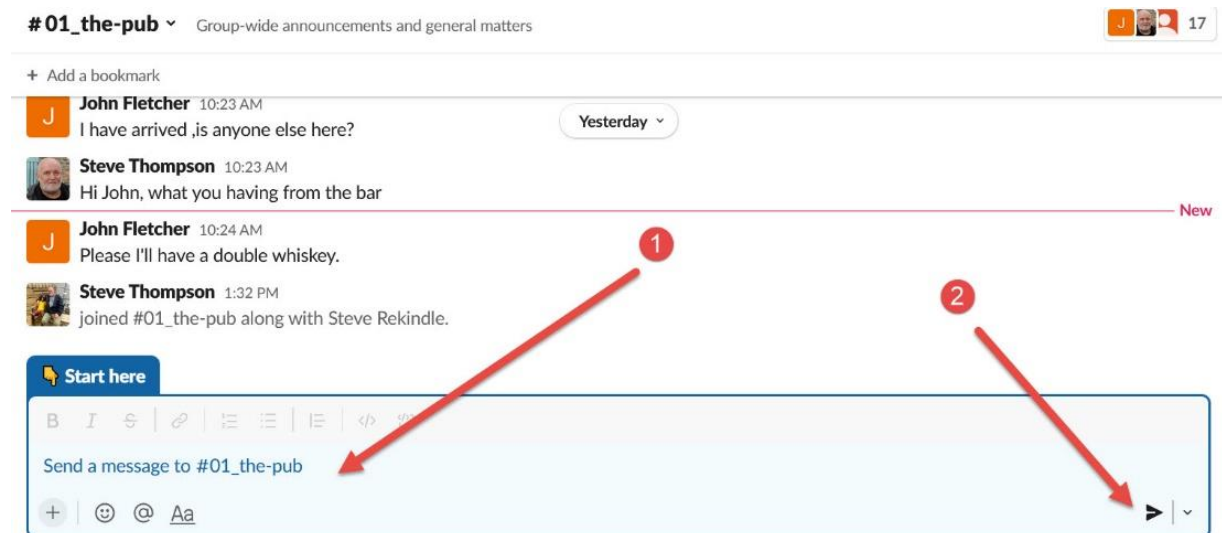 # 01_the-pub Group-wide announcements and general matters J 17
+ Add a bookmark
J John Fletcher 10:23 AM
I have arrived ,is anyone else here?
Yesterday
Steve Thompson 10:23 AM
Hi John, what you having from the bar
New
J John Fletcher 10:24 AM
Please I'll have a double whiskey.
1
Steve Thompson 1:32 PM
joined #01_the-pub along with Steve Rekindle.
2
Start here
B I S </>
Send a message to #01_the-pub
+ @ Aa